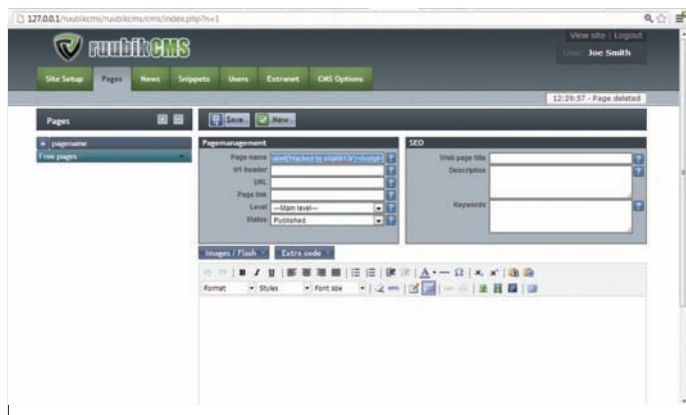 127.0.0.1/ruubikcms/ruubikcms/cms/index.php?n=1
View site | Logout
ruubikCMS
User: Joe Smith
Site Setup Pages News Snippets Users Extranet CMS Options
12:29:57 - Page deleted
Pages
Save New
pagename
Free pages
Pagemanagement
Page name
H1 header
URL
Page link
Level ---Main level---
Status Published
SEO
Web page title
Description
Keywords
Images / Flash Extra code
B I U
Format Styles Font size